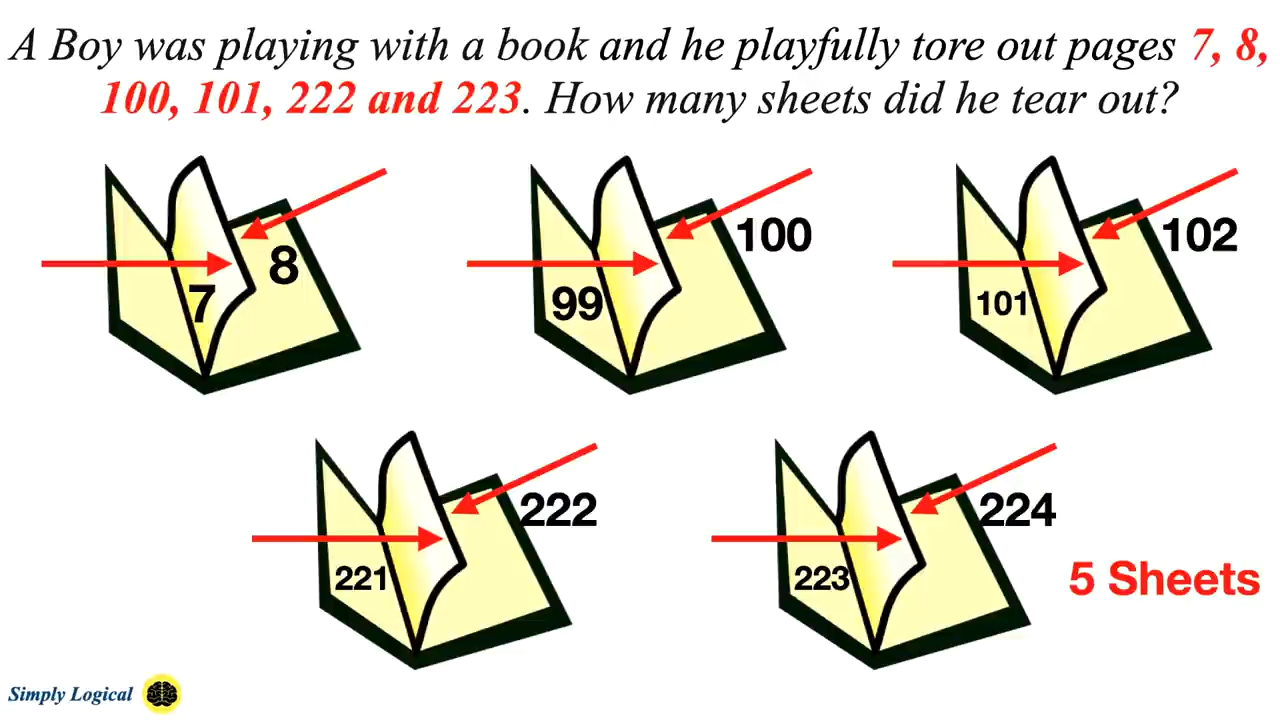 A Boy was playing with a book and he playfully tore out pages 7, 8,
100, 101, 222 and 223. How many sheets did he tear out?
7
8
99
100
101
102
221
222
223
224
5 Sheets
Simply Logical